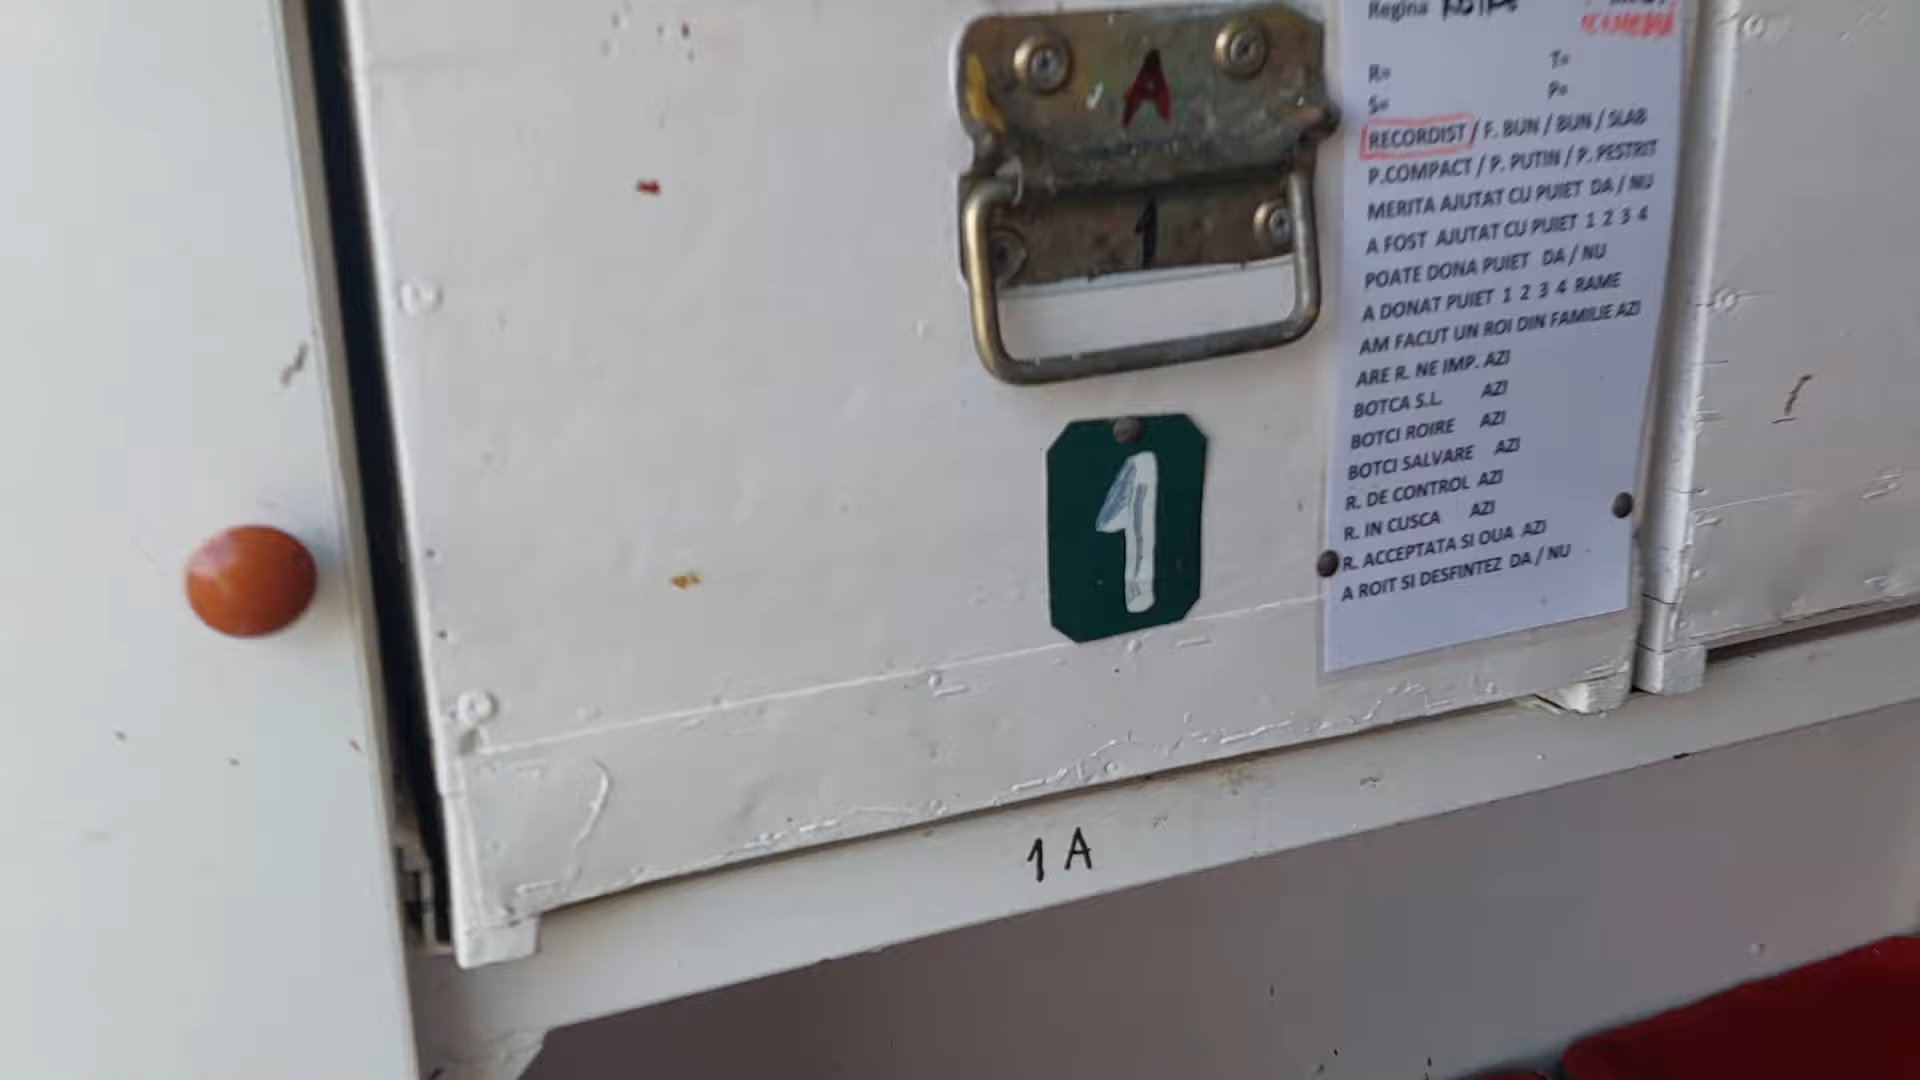 A
1
1
1 A
Regina
R= T=
S= P=
RECORDIST / F. BUN / BUN / SLAB
P.COMPACT / P. PUTIN / P. PESTRIT
MERITA AJUTAT CU PUIET DA / NU
A FOST AJUTAT CU PUIET 1 2 3 4
POATE DONA PUIET DA / NU
A DONAT PUIET 1 2 3 4 RAME
AM FACUT UN ROI DIN FAMILIE AZI
ARE R. NE IMP. AZI
BOTCA S.L. AZI
BOTCI ROIRE AZI
BOTCI SALVARE AZI
R. DE CONTROL AZI
R. IN CUSCA AZI
R. ACCEPTATA SI OUA AZI
A ROIT SI DESFINTEZ DA / NU